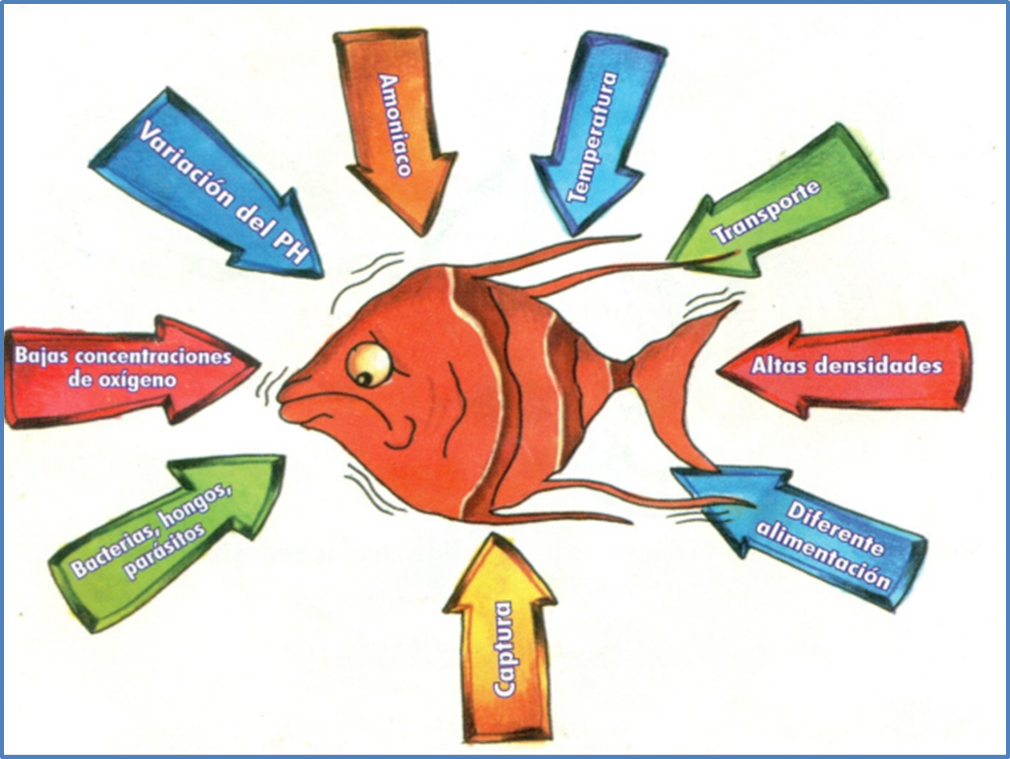 Amoniaco
Temperatura
Variación del PH
Transporte
Bajas concentraciones
de oxígeno
Altas densidades
Bacterias, hongos,
parásitos
Diferente
alimentación
Captura